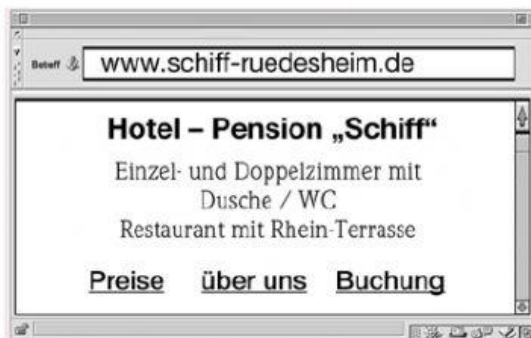 Betreff
www.schiff-ruedesheim.de
Hotel – Pension „Schiff“
Einzel- und Doppelzimmer mit
Dusche / WC
Restaurant mit Rhein-Terrasse
Preise über uns Buchung